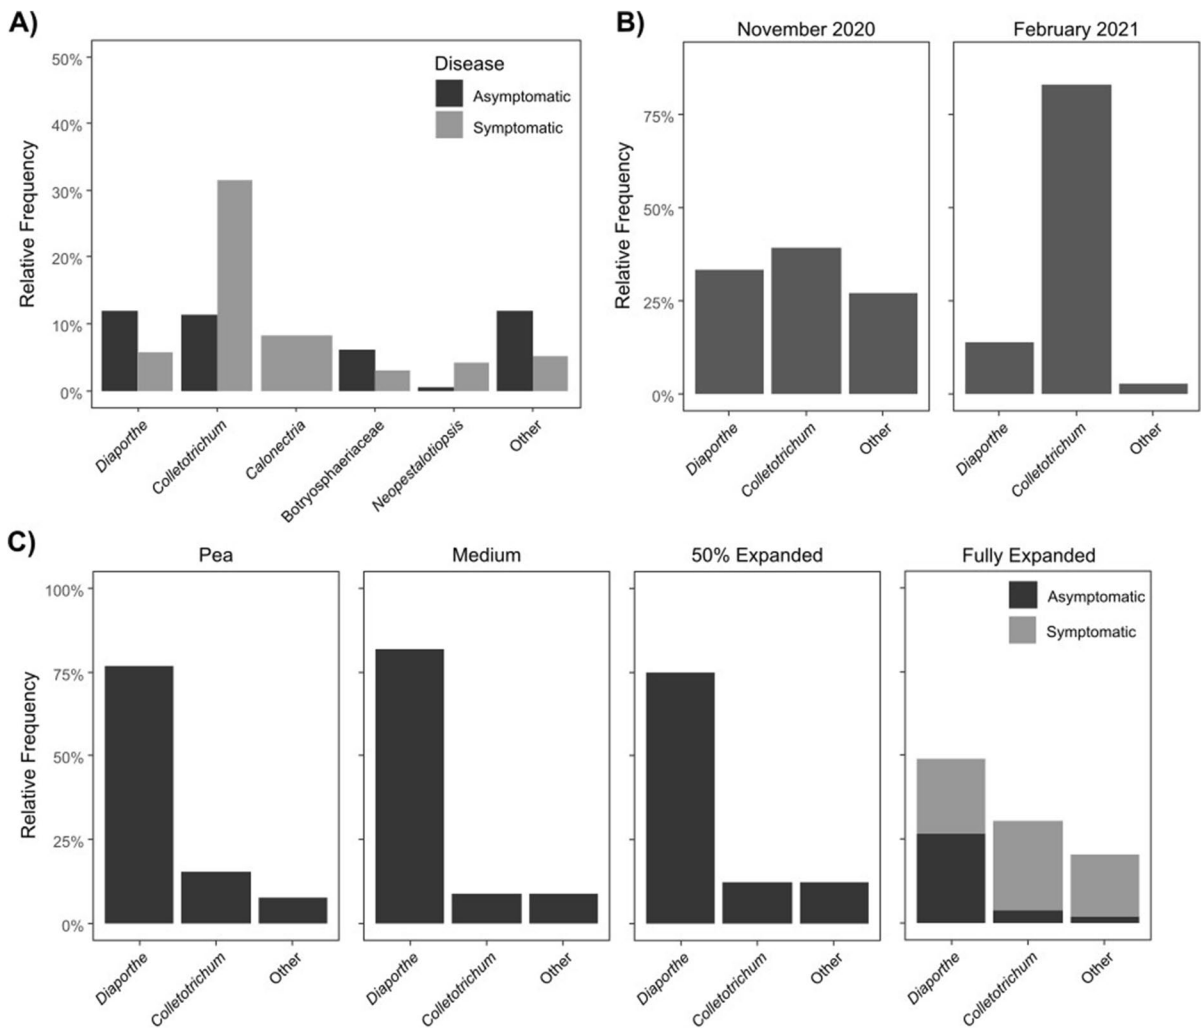 A)
Disease
Asymptomatic
Symptomatic
Relative Frequency
50%
40%
30%
20%
10%
0%
Diaporthe
Colletotrichum
Calonectria
Botryosphaeriaceae
Neopestalotiopsis
Other
B)
November 2020
February 2021
Relative Frequency
75%
50%
25%
0%
Diaporthe
Colletotrichum
Other
Diaporthe
Colletotrichum
Other
C)
Pea
Medium
50% Expanded
Fully Expanded
Asymptomatic
Symptomatic
Relative Frequency
100%
75%
50%
25%
0%
Diaporthe
Colletotrichum
Other
Diaporthe
Colletotrichum
Other
Diaporthe
Colletotrichum
Other
Diaporthe
Colletotrichum
Other